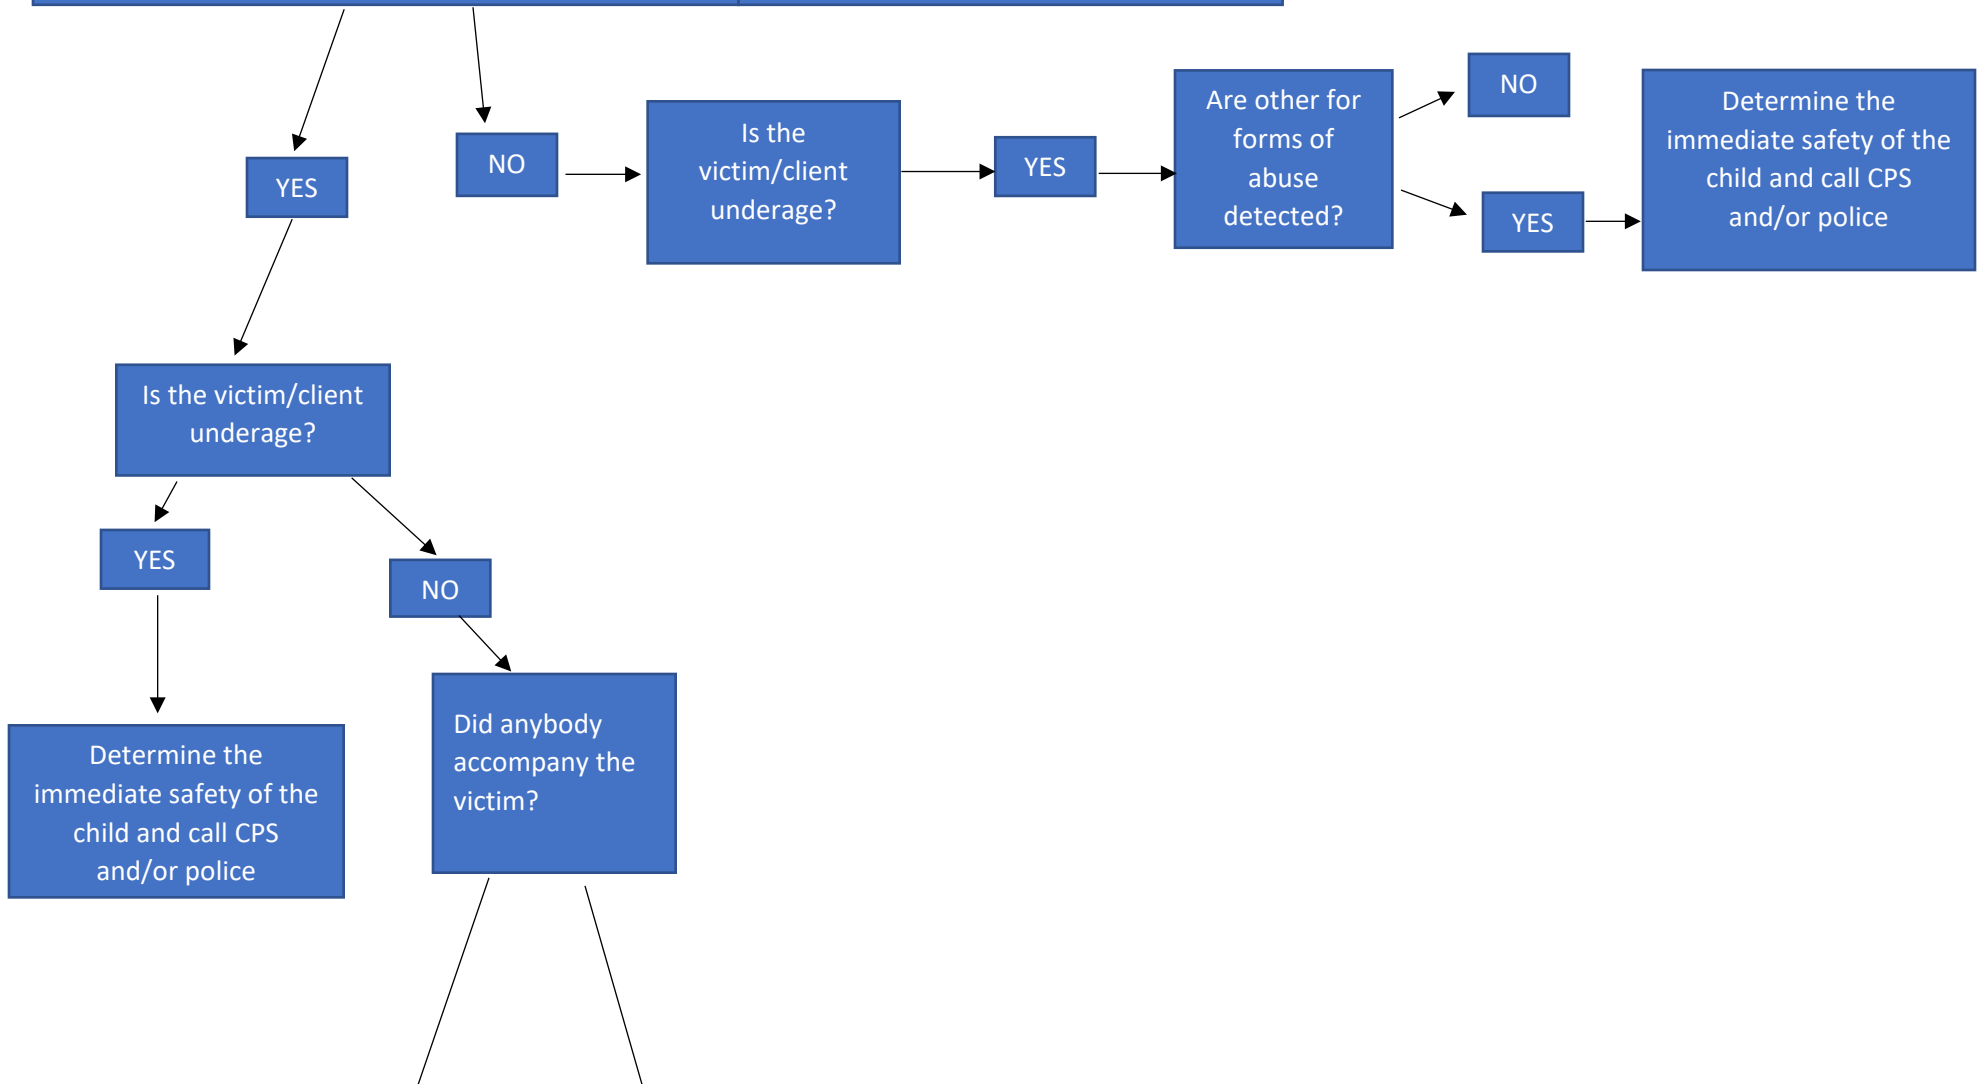 NO
Is the
victim/client
underage?
YES
Are other for
forms of
abuse
detected?
NO
YES
Determine the
immediate safety of the
child and call CPS
and/or police
YES
Is the victim/client
underage?
YES
NO
Determine the
immediate safety of the
child and call CPS
and/or police
Did anybody
accompany the
victim?